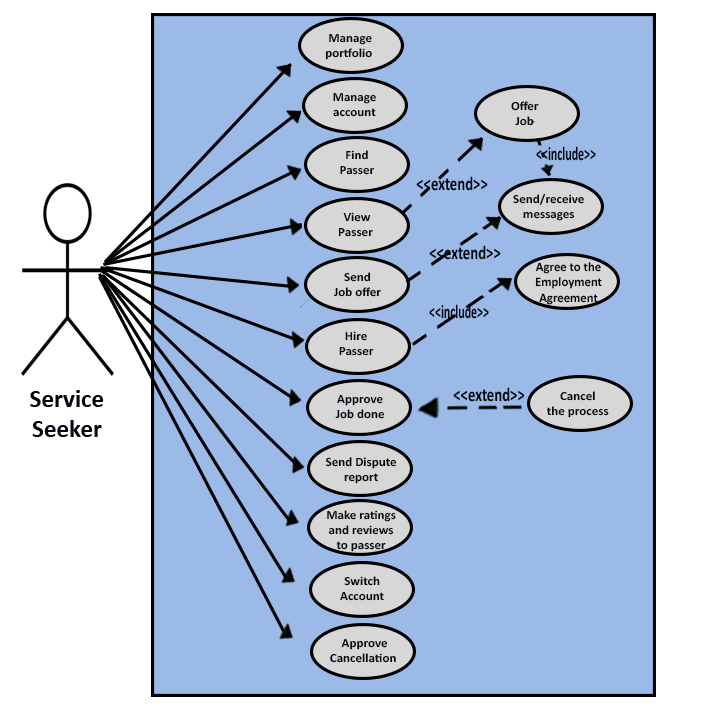 Manage
portfolio
Manage
account
Find
Passer
View
Passer
Send
Job offer
Hire
Passer
Approve
Job done
Send Dispute
report
Make ratings
and reviews
to passer
Switch
Account
Approve
Cancellation
Offer
Job
<<include>>
<<extend>>
Send/receive
messages
<<extend>>
Agree to the
Employment
Agreement
<<include>>
<<extend>>
Cancel
the process
Service
Seeker